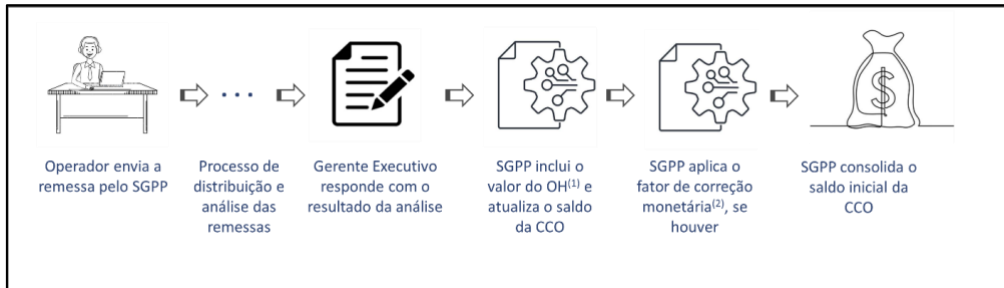 Operador envia a
remessa pelo SGPP
Processo de
distribuição e
análise das
remessas
Gerente Executivo
responde com o
resultado da análise
SGPP inclui o
valor do OH(1) e
atualiza o saldo
da CCO
SGPP aplica o
fator de correção
monetária(2), se
houver
SGPP consolida o
saldo inicial da
CCO